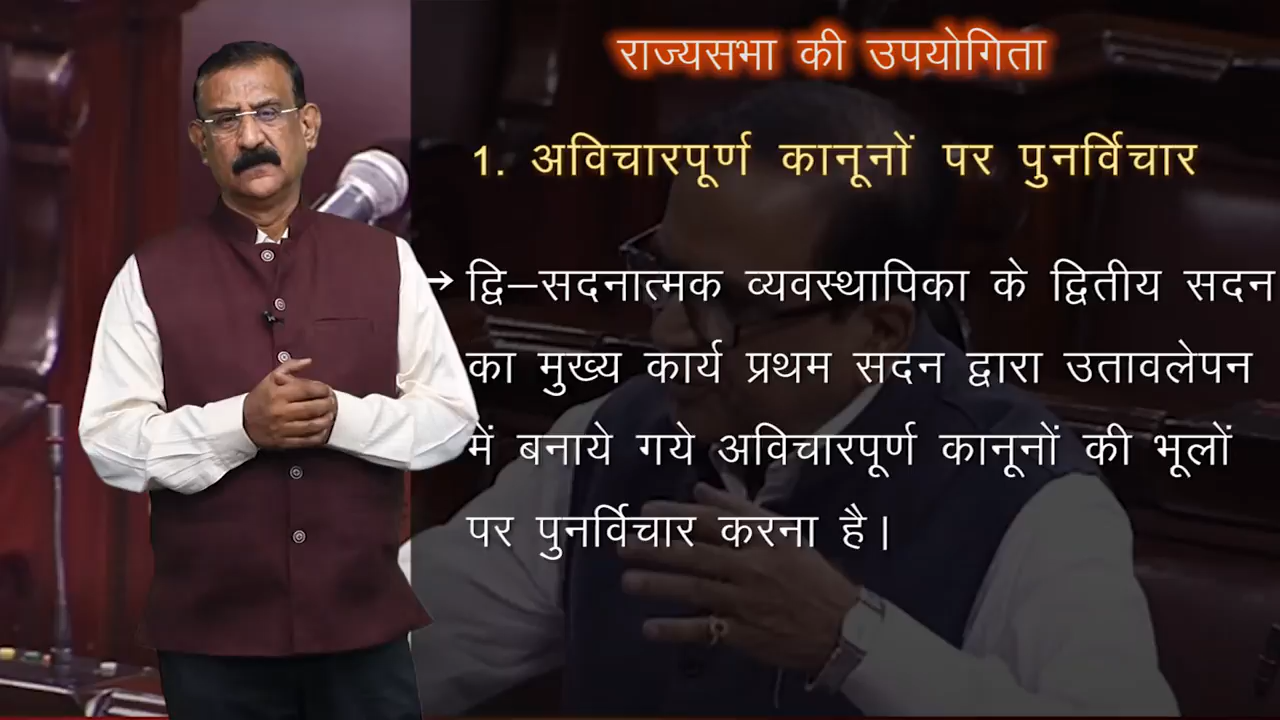 राज्यसभा की उपयोगिता
1. अविचारपूर्ण कानूनों पर पुनर्विचार
→ द्वि–सदनात्मक व्यवस्थापिका के द्वितीय सदन
का मुख्य कार्य प्रथम सदन द्वारा उतावलेपन
में बनाये गये अविचारपूर्ण कानूनों की भूलों
पर पुनर्विचार करना है।